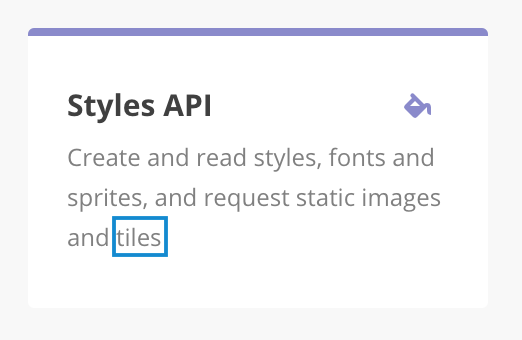 Styles API
Create and read styles, fonts and
sprites, and request static images
and tiles